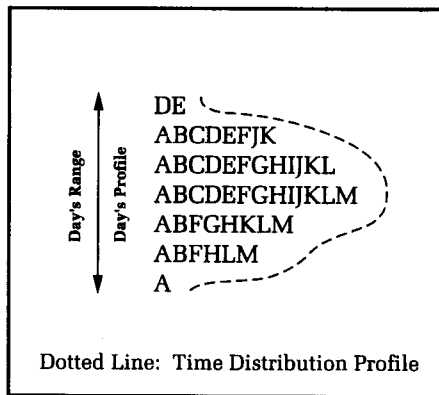 Day's Range
Day's Profile
DE
ABCDEFJK
ABCDEFGHIJKL
ABCDEFGHIJKLM
ABFGHKLM
ABFHLM
A
Dotted Line: Time Distribution Profile